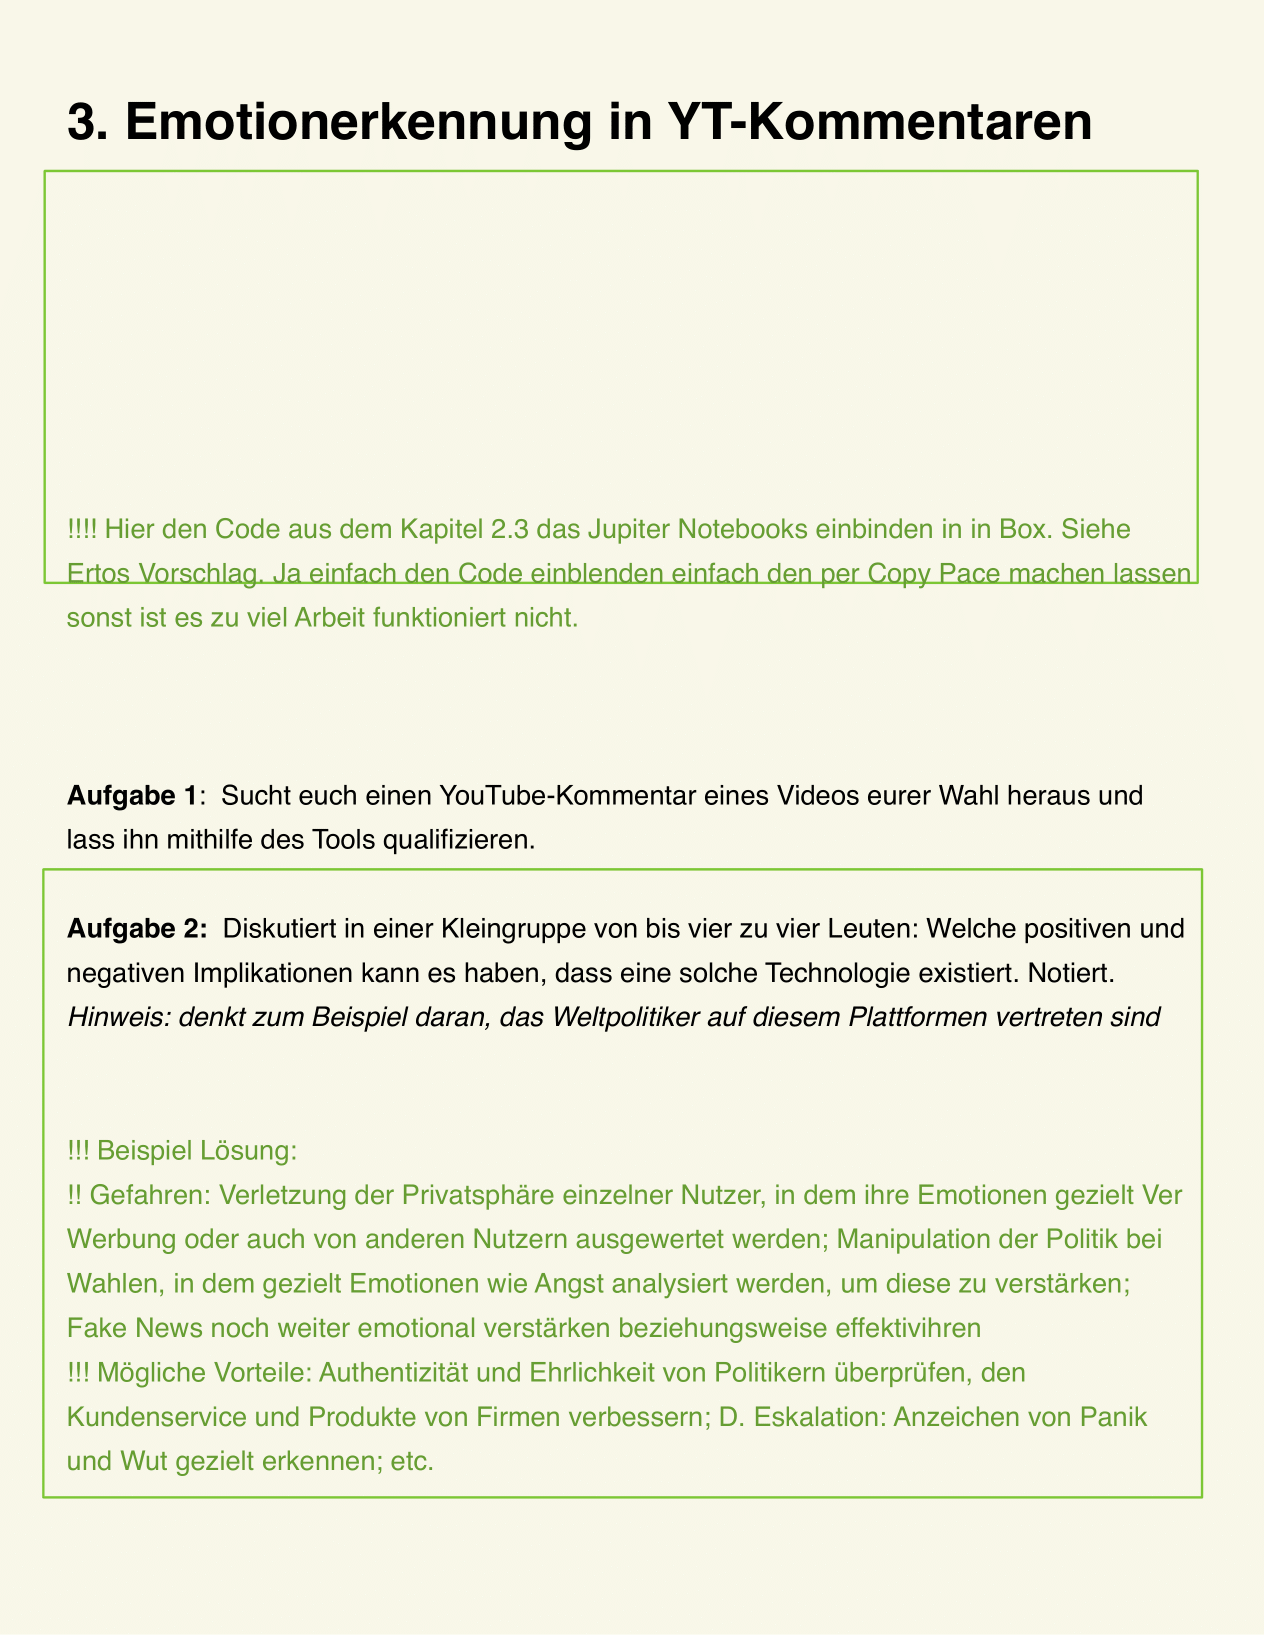 3. Emotionerkennung in YT-Kommentaren
!!!! Hier den Code aus dem Kapitel 2.3 das Jupiter Notebooks einbinden in in Box. Siehe
Ertos Vorschlag. Ja einfach den Code einblenden einfach den per Copy Pace machen lassen
sonst ist es zu viel Arbeit funktioniert nicht.
Aufgabe 1:  Sucht euch einen YouTube-Kommentar eines Videos eurer Wahl heraus und
lass ihn mithilfe des Tools qualifizieren.
Aufgabe 2:  Diskutiert in einer Kleingruppe von bis vier zu vier Leuten: Welche positiven und
negativen Implikationen kann es haben, dass eine solche Technologie existiert. Notiert.
Hinweis: denkt zum Beispiel daran, das Weltpolitiker auf diesem Plattformen vertreten sind
!!! Beispiel Lösung:
!! Gefahren: Verletzung der Privatsphäre einzelner Nutzer, in dem ihre Emotionen gezielt Ver
Werbung oder auch von anderen Nutzern ausgewertet werden; Manipulation der Politik bei
Wahlen, in dem gezielt Emotionen wie Angst analysiert werden, um diese zu verstärken;
Fake News noch weiter emotional verstärken beziehungsweise effektivihren
!!! Mögliche Vorteile: Authentizität und Ehrlichkeit von Politikern überprüfen, den
Kundenservice und Produkte von Firmen verbessern; D. Eskalation: Anzeichen von Panik
und Wut gezielt erkennen; etc.